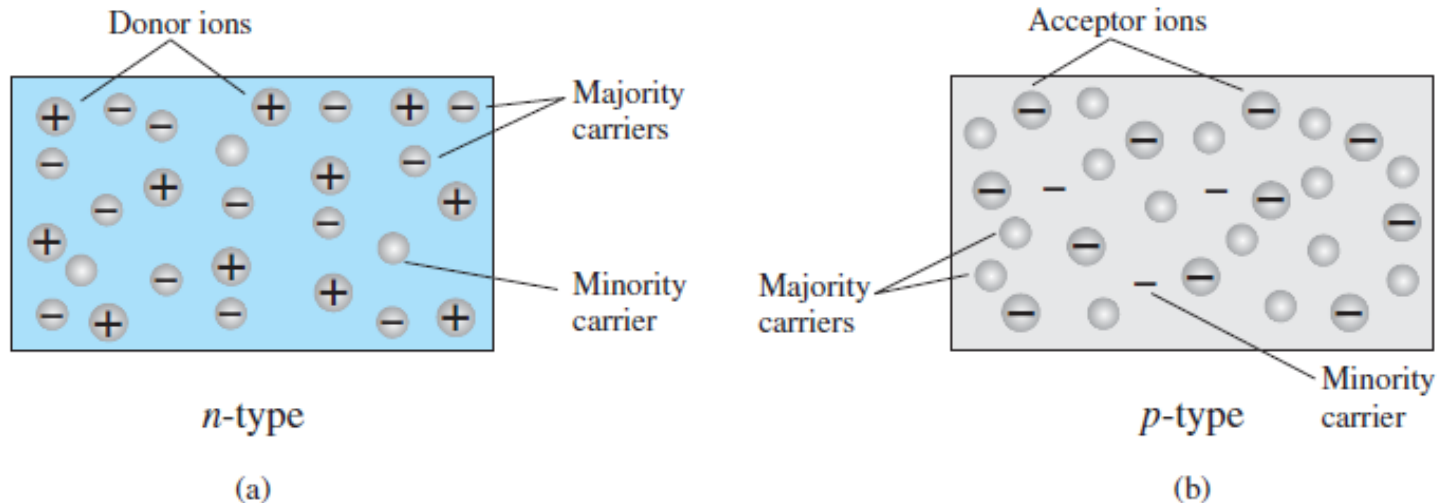 Donor ions
Majority
carriers
Minority
carrier
n-type
(a)
Acceptor ions
Majority
carriers
Minority
carrier
p-type
(b)